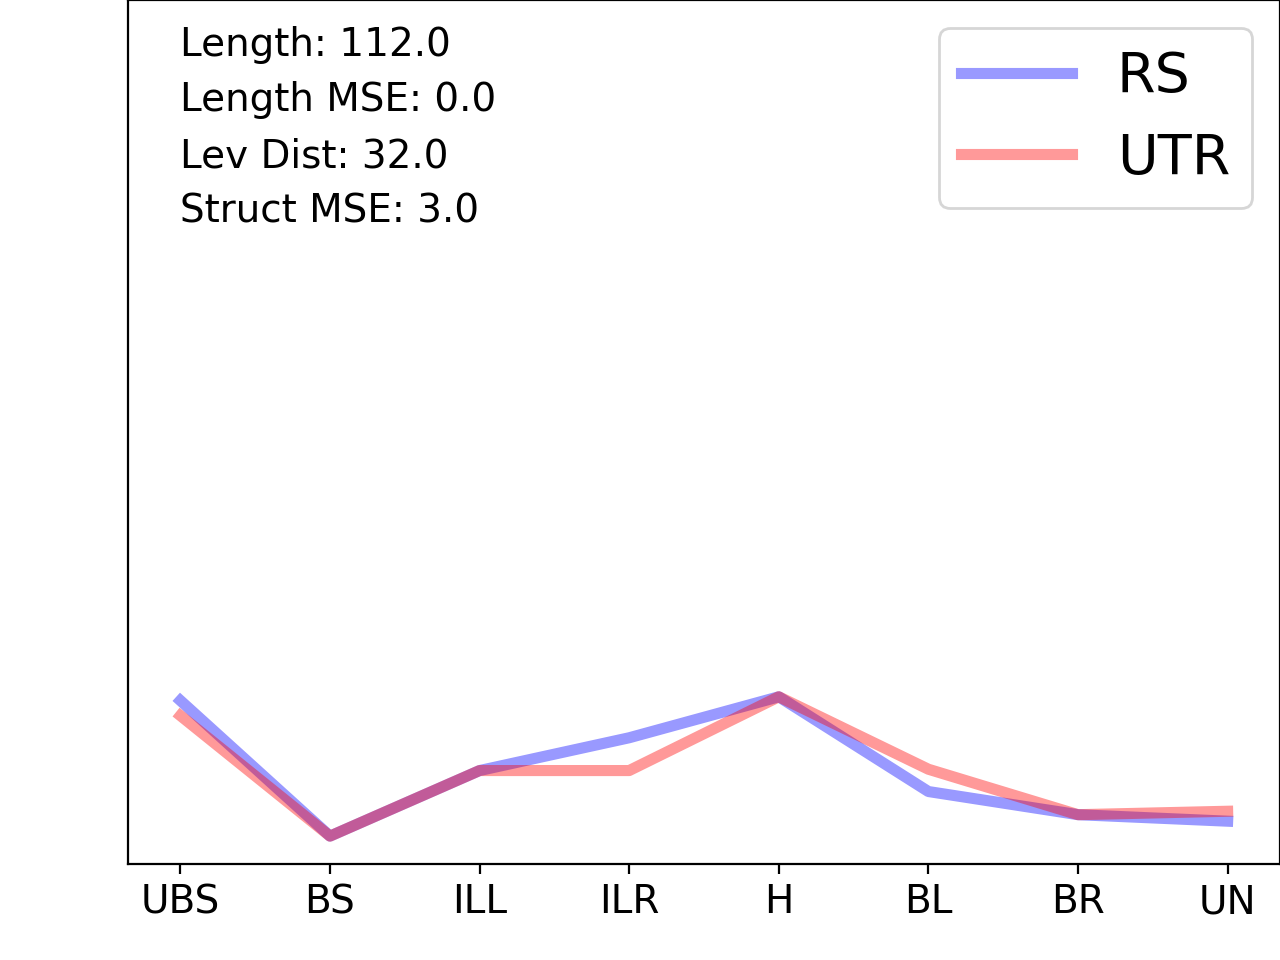 Length: 112.0
Length MSE: 0.0
Lev Dist: 32.0
Struct MSE: 3.0
RS
UTR
UBS BS ILL ILR H BL BR UN